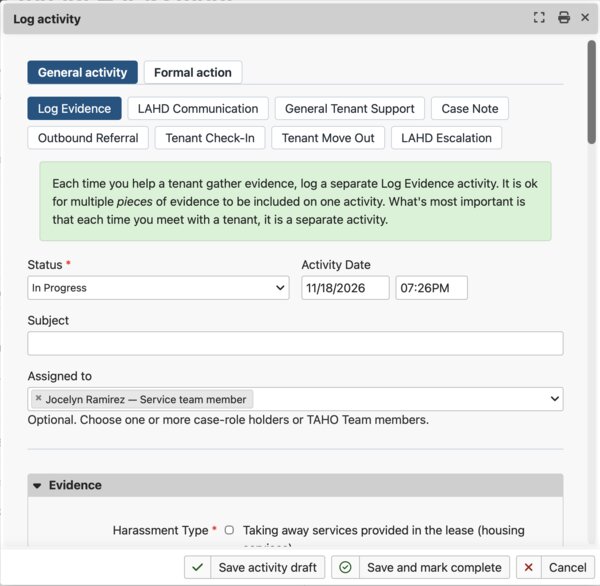 Log activity
General activity
Formal action
Log Evidence
LAHD Communication
General Tenant Support
Case Note
Outbound Referral
Tenant Check-In
Tenant Move Out
LAHD Escalation
Each time you help a tenant gather evidence, log a separate Log Evidence activity. It is ok
for multiple pieces of evidence to be included on one activity. What's most important is
that each time you meet with a tenant, it is a separate activity.
Status *
Activity Date
In Progress
11/18/2026
07:26PM
Subject
Assigned to
× Jocelyn Ramirez — Service team member
Optional. Choose one or more case-role holders or TAHO Team members.
Evidence
Harassment Type *
Taking away services provided in the lease (housing
Save activity draft
Save and mark complete
Cancel